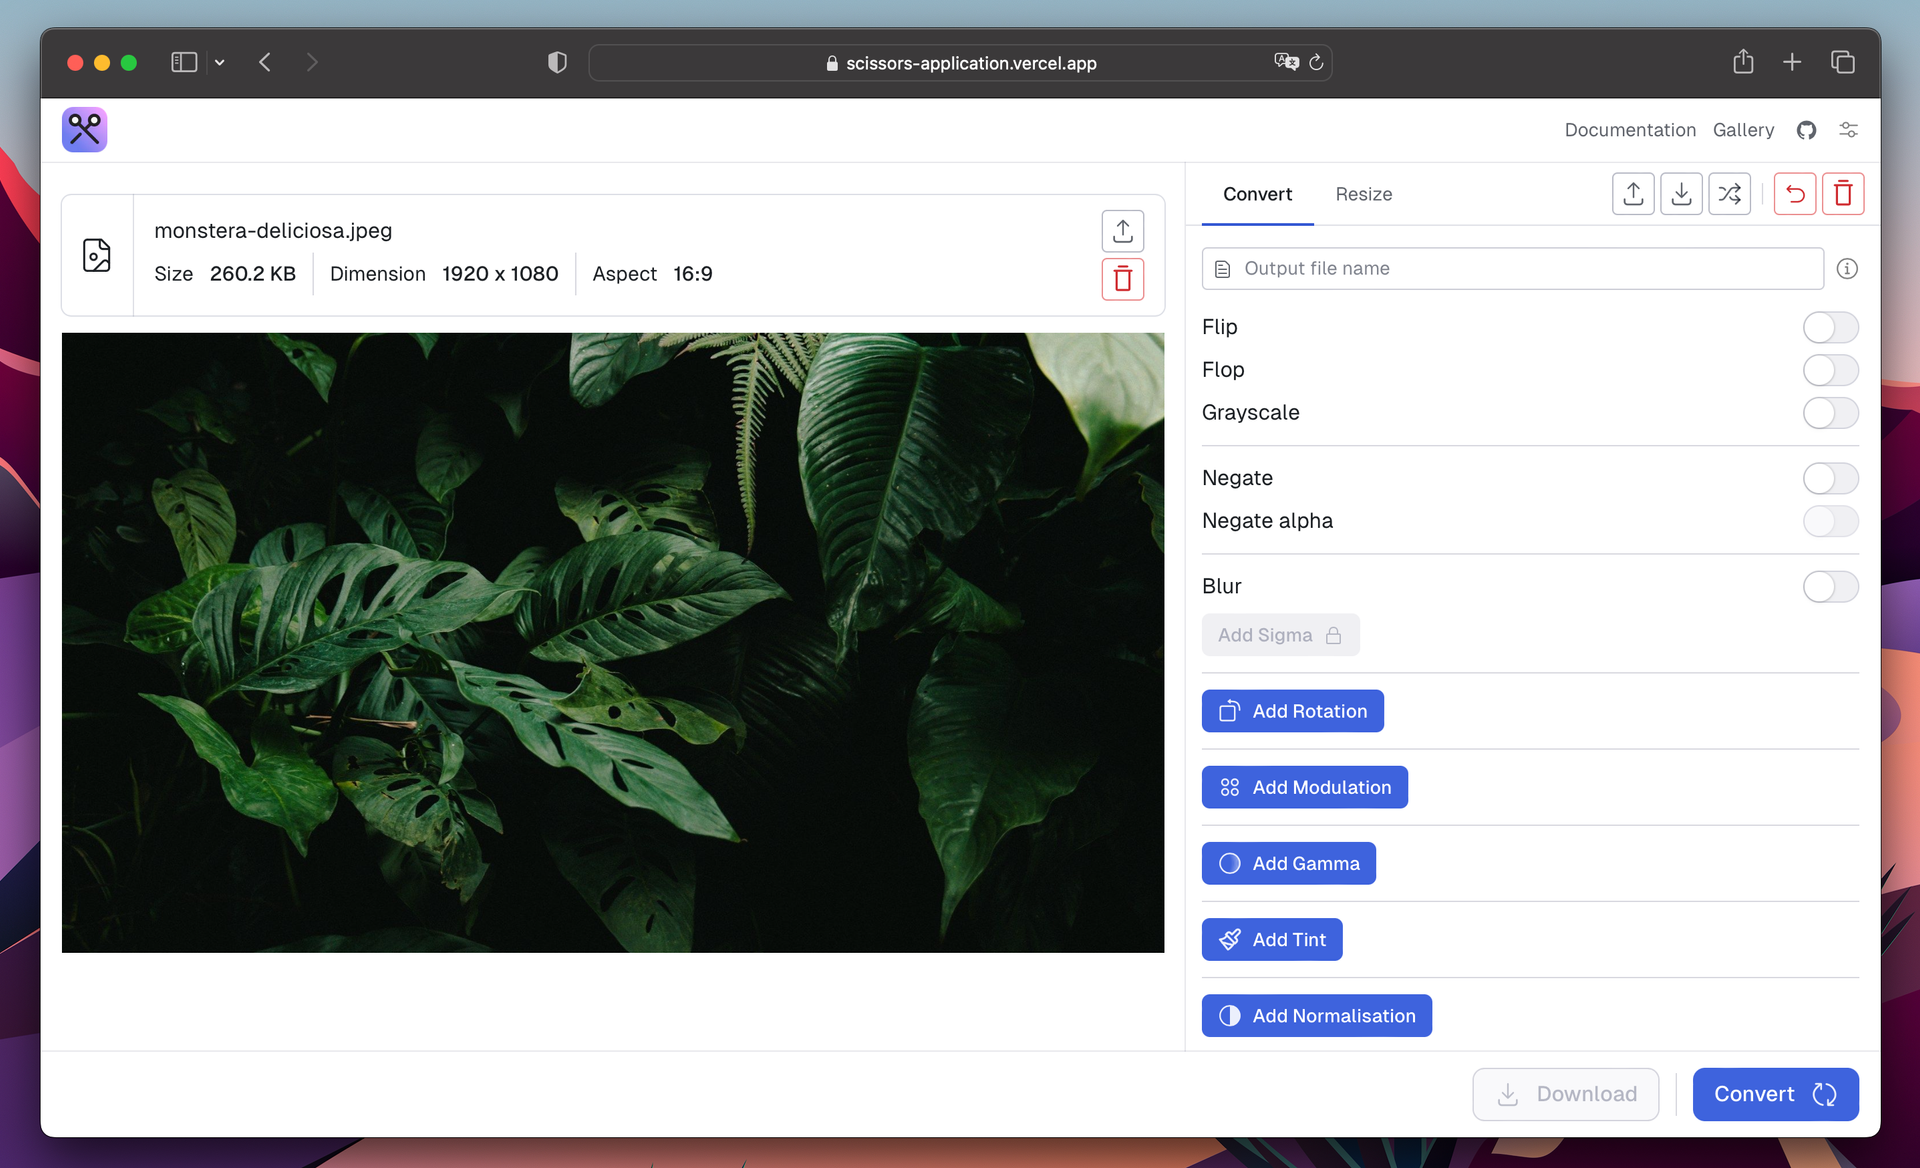 scissors-application.vercel.app
Documentation Gallery
monstera-deliciosa.jpeg
Size 260.2 KB Dimension 1920 x 1080 Aspect 16:9
Convert Resize
Output file name
Flip
Flop
Grayscale
Negate
Negate alpha
Blur
Add Sigma
Add Rotation
Add Modulation
Add Gamma
Add Tint
Add Normalisation
Download Convert